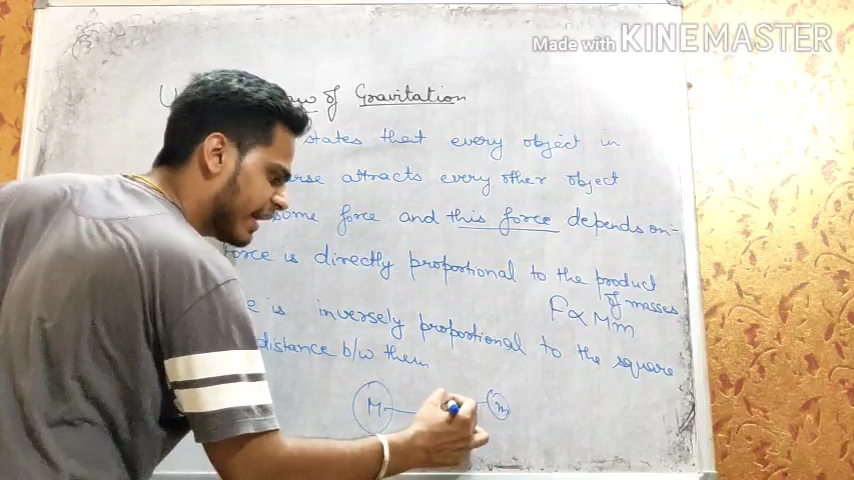 Made with KINEMASTER
of Gravitation
states that every object in
attracts every other object
some force and this force depends on:-
Force is directly proportional to the product
of masses
F∝ Mm
is inversely proportional to the square
distance b/w them
M m